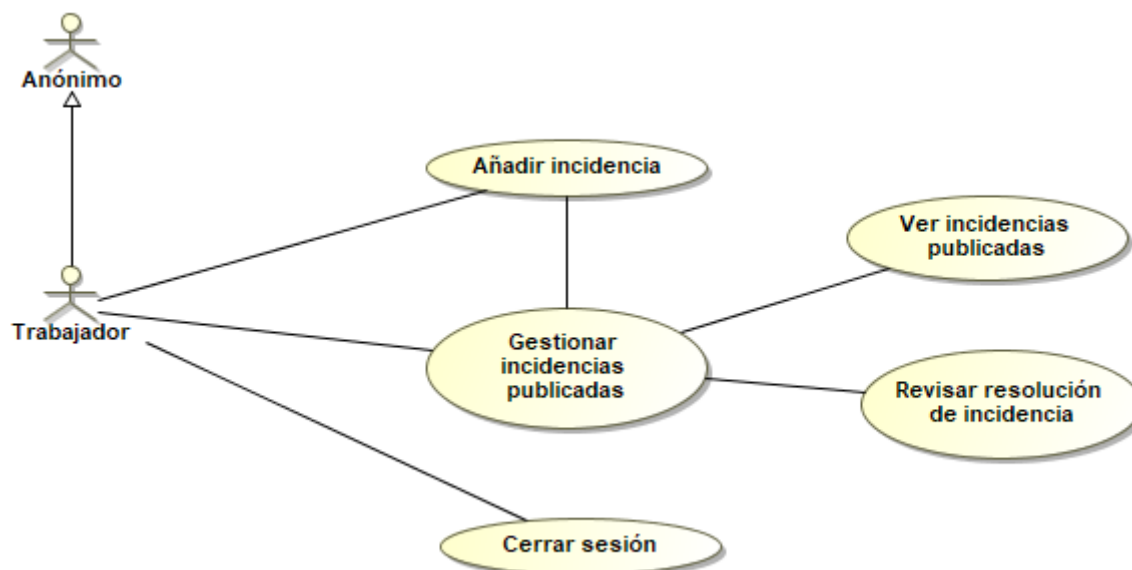 Anónimo
Añadir incidencia
Ver incidencias
publicadas
Trabajador
Gestionar
incidencias
publicadas
Revisar resolución
de incidencia
Cerrar sesión